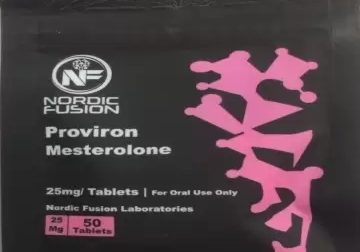 NF
NORDIC
FUSION
Proviron
Mesterolone
25mg/ Tablets | For Oral Use Only
Nordic Fusion Laboratories
25 Mg 50 Tablets